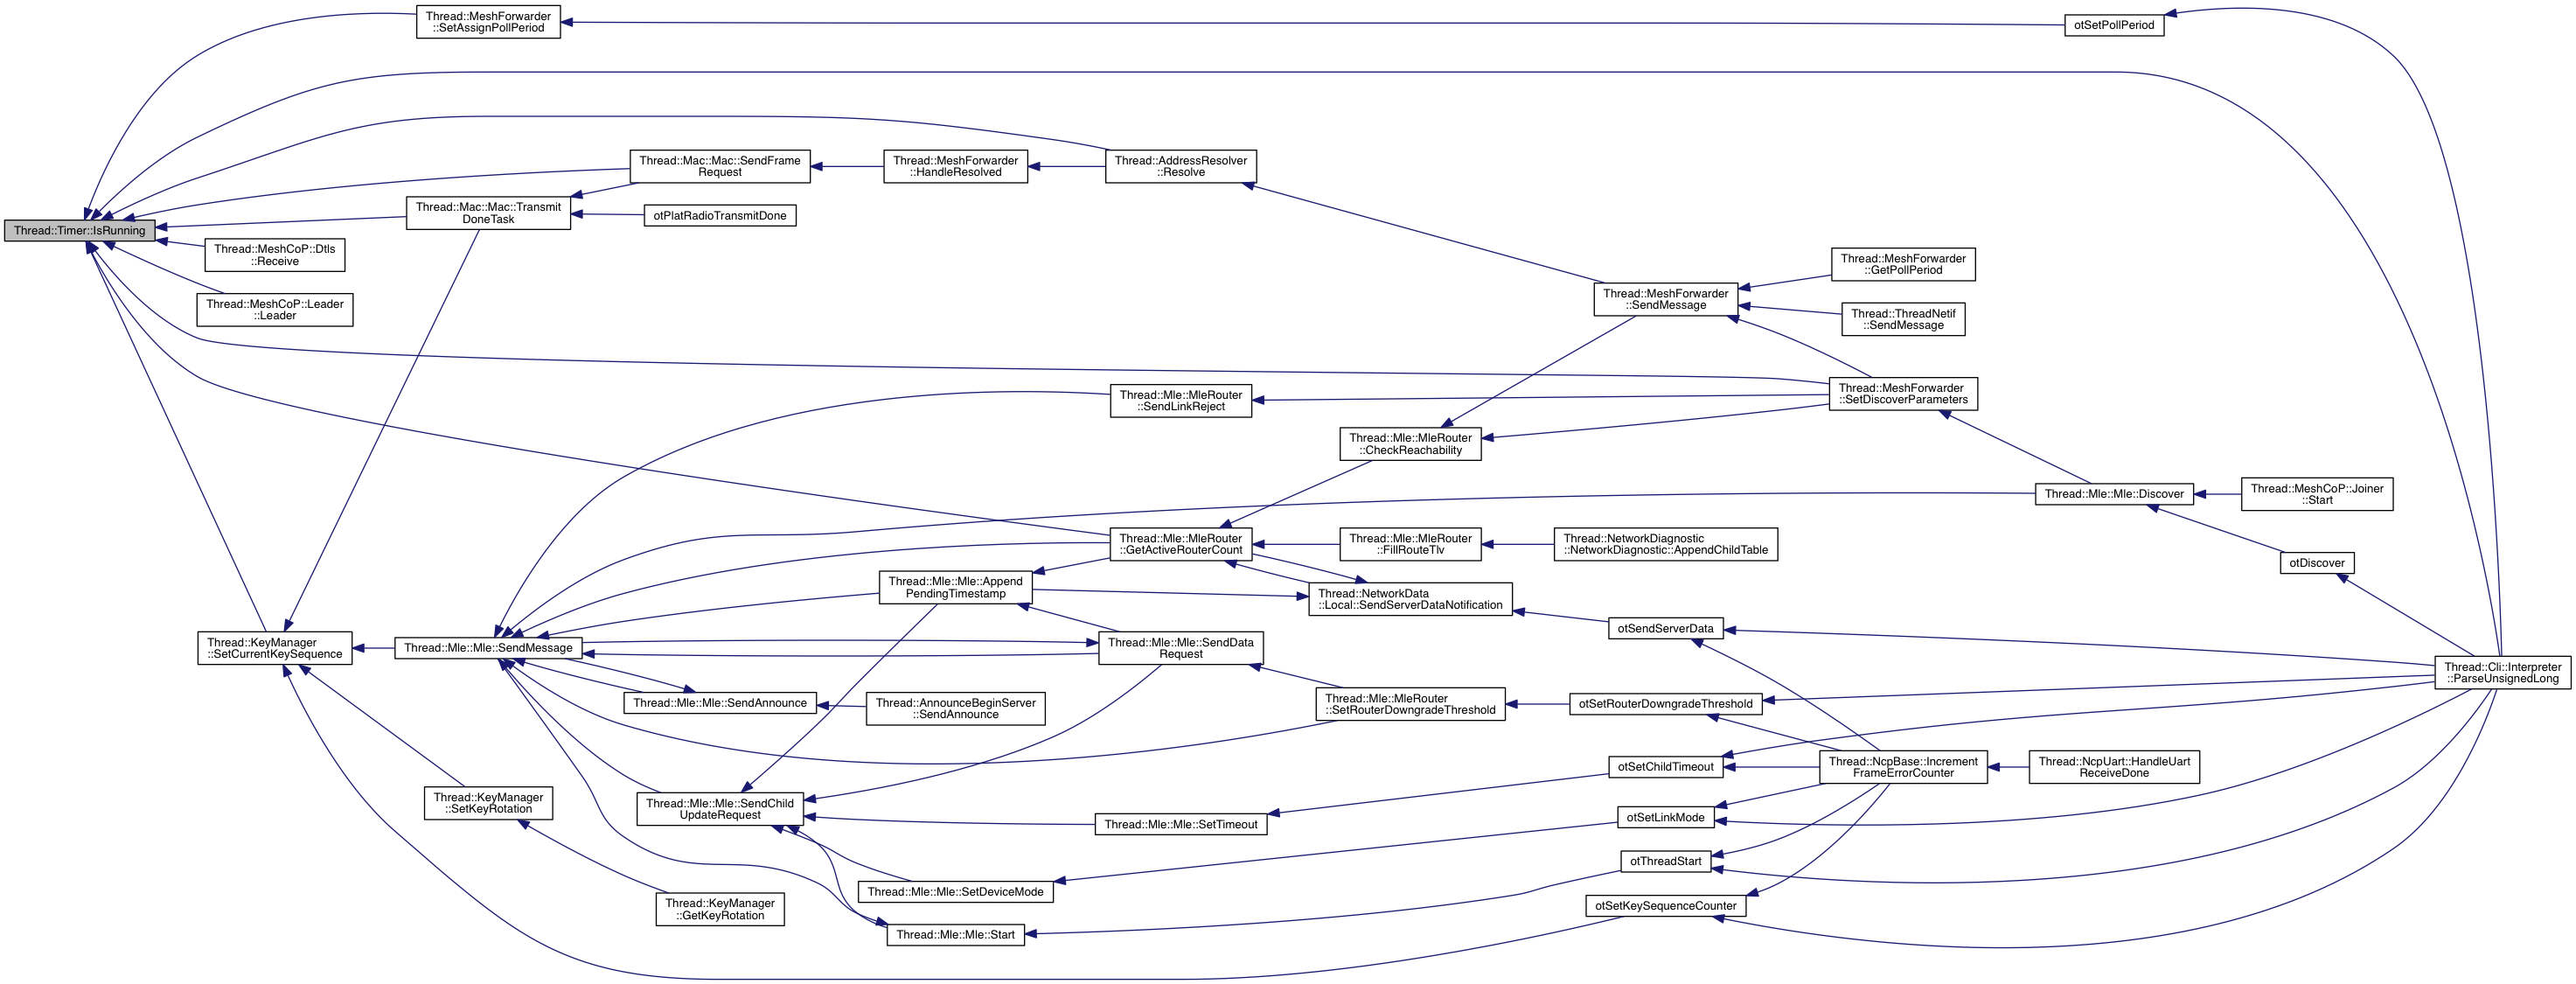 Thread::MeshForwarder
::SetAssignPollPeriod
otSetPollPeriod
Thread::Mac::Mac::SendFrame
Request
Thread::MeshForwarder
::HandleResolved
Thread::AddressResolver
::Resolve
Thread::Mac::Mac::Transmit
DoneTask
otPlatRadioTransmitDone
Thread::Timer::IsRunning
Thread::MeshCoP::Dtls
::Receive
Thread::MeshCoP::Leader
::Leader
Thread::MeshForwarder
::GetPollPeriod
Thread::MeshForwarder
::SendMessage
Thread::ThreadNetif
::SendMessage
Thread::MeshForwarder
::SetDiscoverParameters
Thread::Mle::MleRouter
::SendLinkReject
Thread::Mle::MleRouter
::CheckReachability
Thread::Mle::Mle::Discover
Thread::MeshCoP::Joiner
::Start
Thread::Mle::MleRouter
::GetActiveRouterCount
Thread::Mle::MleRouter
::FillRouteTlv
Thread::NetworkDiagnostic
::NetworkDiagnostic::AppendChildTable
otDiscover
Thread::Mle::Mle::Append
PendingTimestamp
Thread::NetworkData
::Local::SendServerDataNotification
otSendServerData
Thread::KeyManager
::SetCurrentKeySequence
Thread::Mle::Mle::SendMessage
Thread::Mle::Mle::SendData
Request
Thread::Cli::Interpreter
::ParseUnsignedLong
Thread::Mle::Mle::SendAnnounce
Thread::AnnounceBeginServer
::SendAnnounce
Thread::Mle::MleRouter
::SetRouterDowngradeThreshold
otSetRouterDowngradeThreshold
otSetChildTimeout
Thread::NcpBase::Increment
FrameErrorCounter
Thread::NcpUart::HandleUart
ReceiveDone
Thread::KeyManager
::SetKeyRotation
Thread::Mle::Mle::SendChild
UpdateRequest
Thread::Mle::Mle::SetTimeout
otSetLinkMode
otThreadStart
Thread::Mle::Mle::SetDeviceMode
Thread::KeyManager
::GetKeyRotation
otSetKeySequenceCounter
Thread::Mle::Mle::Start